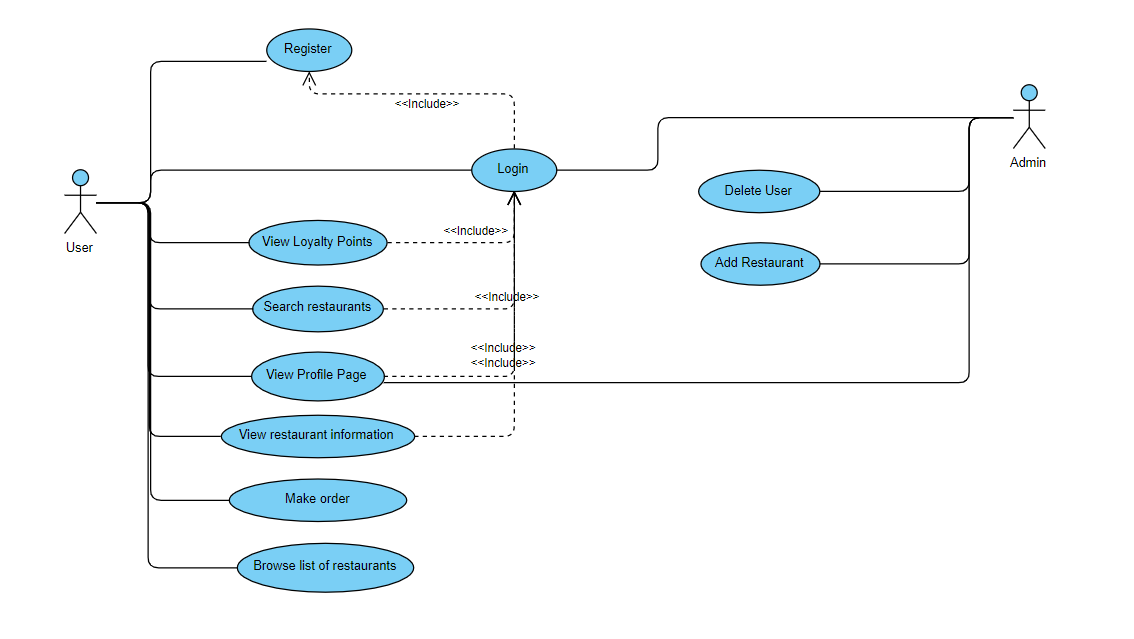 Register
<<Include>>
Admin
Login
Delete User
User
<<Include>>
View Loyalty Points
Add Restaurant
<<Include>>
Search restaurants
<<Include>>
<<Include>>
View Profile Page
View restaurant information
Make order
Browse list of restaurants